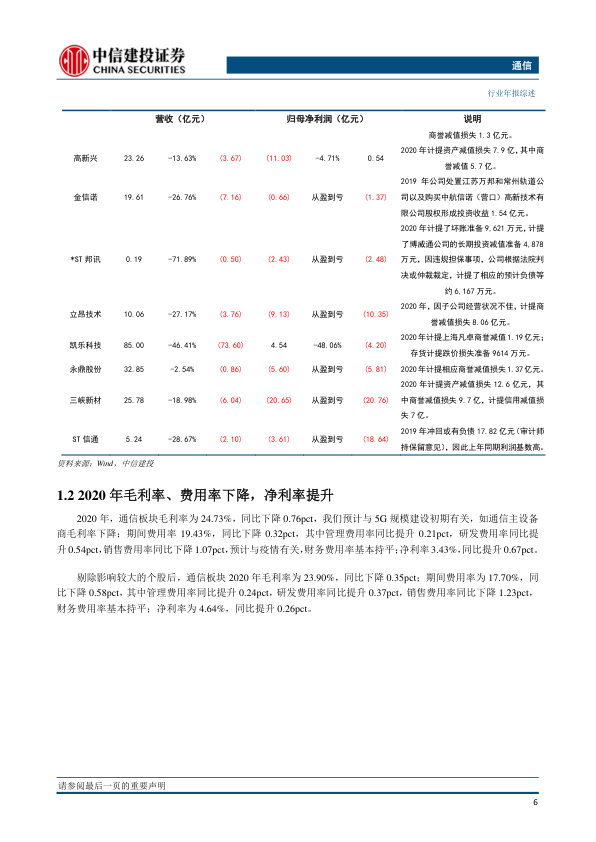 中信建投证券
CHINA SECURITIES
通信
行业年报综述
营收（亿元） 归母净利润（亿元） 说明
商誉减值损失 1.3 亿元。
高新兴 23.26 -13.63% (3.67) (11.03) -4.71% 0.54 2020 年计提资产减值损失 7.9 亿，其中商
誉减值 5.7 亿。
金信诺 19.61 -26.76% (7.16) (0.66) 从盈到亏 (1.37) 2019 年公司处置江苏万邦和常州轨道公
司以及购买中航信诺（营口）高新技术有
限公司股权形成投资收益 1.54 亿元。
*ST 邦讯 0.19 -71.89% (0.50) (2.43) 从盈到亏 (2.48) 2020 年计提了坏账准备 9,621 万元，计提
了博威通公司的长期投资减值准备 4,878
万元，因违规担保事项，公司根据法院判
决或仲裁裁定，计提了相应的预计负债等
约 6,167 万元。
立昂技术 10.06 -27.17% (3.76) (9.13) 从盈到亏 (10.35) 2020 年，因子公司经营状况不佳，计提商
誉减值损失 8.06 亿元。
凯乐科技 85.00 -46.41% (73.60) 4.54 -48.06% (4.20) 2020 年计提上海凡卓商誉减值 1.19 亿元；
存货计提跌价损失准备 9614 万元。
永鼎股份 32.85 -2.54% (0.86) (5.60) 从盈到亏 (5.81) 2020 年计提相应商誉减值损失 1.37 亿元。
三峡新材 25.78 -18.98% (6.04) (20.65) 从盈到亏 (20.76) 2020 年计提资产减值损失 12.6 亿元，其
中商誉减值损失 9.7 亿，计提信用减值损
失 7 亿。
ST 信通 5.24 -28.67% (2.10) (3.61) 从盈到亏 (18.64) 2019 年冲回或有负债 17.82 亿元（审计师
持保留意见），因此上年同期利润基数高。
资料来源：Wind，中信建投
1.2 2020 年毛利率、费用率下降，净利率提升
2020 年，通信板块毛利率为 24.73%，同比下降 0.76pct，我们预计与 5G 规模建设初期有关，如通信主设备
商毛利率下降；期间费用率 19.43%，同比下降 0.32pct，其中管理费用率同比提升 0.21pct，研发费用率同比提
升 0.54pct，销售费用率同比下降 1.07pct，预计与疫情有关，财务费用率基本持平；净利率 3.43%，同比提升 0.67pct。
剔除影响较大的个股后，通信板块 2020 年毛利率为 23.90%，同比下降 0.35pct；期间费用率为 17.70%，同
比下降 0.58pct，其中管理费用率同比提升 0.24pct，研发费用率同比提升 0.37pct，销售费用率同比下降 1.23pct，
财务费用率基本持平；净利率为 4.64%，同比提升 0.26pct。
请参阅最后一页的重要声明
6